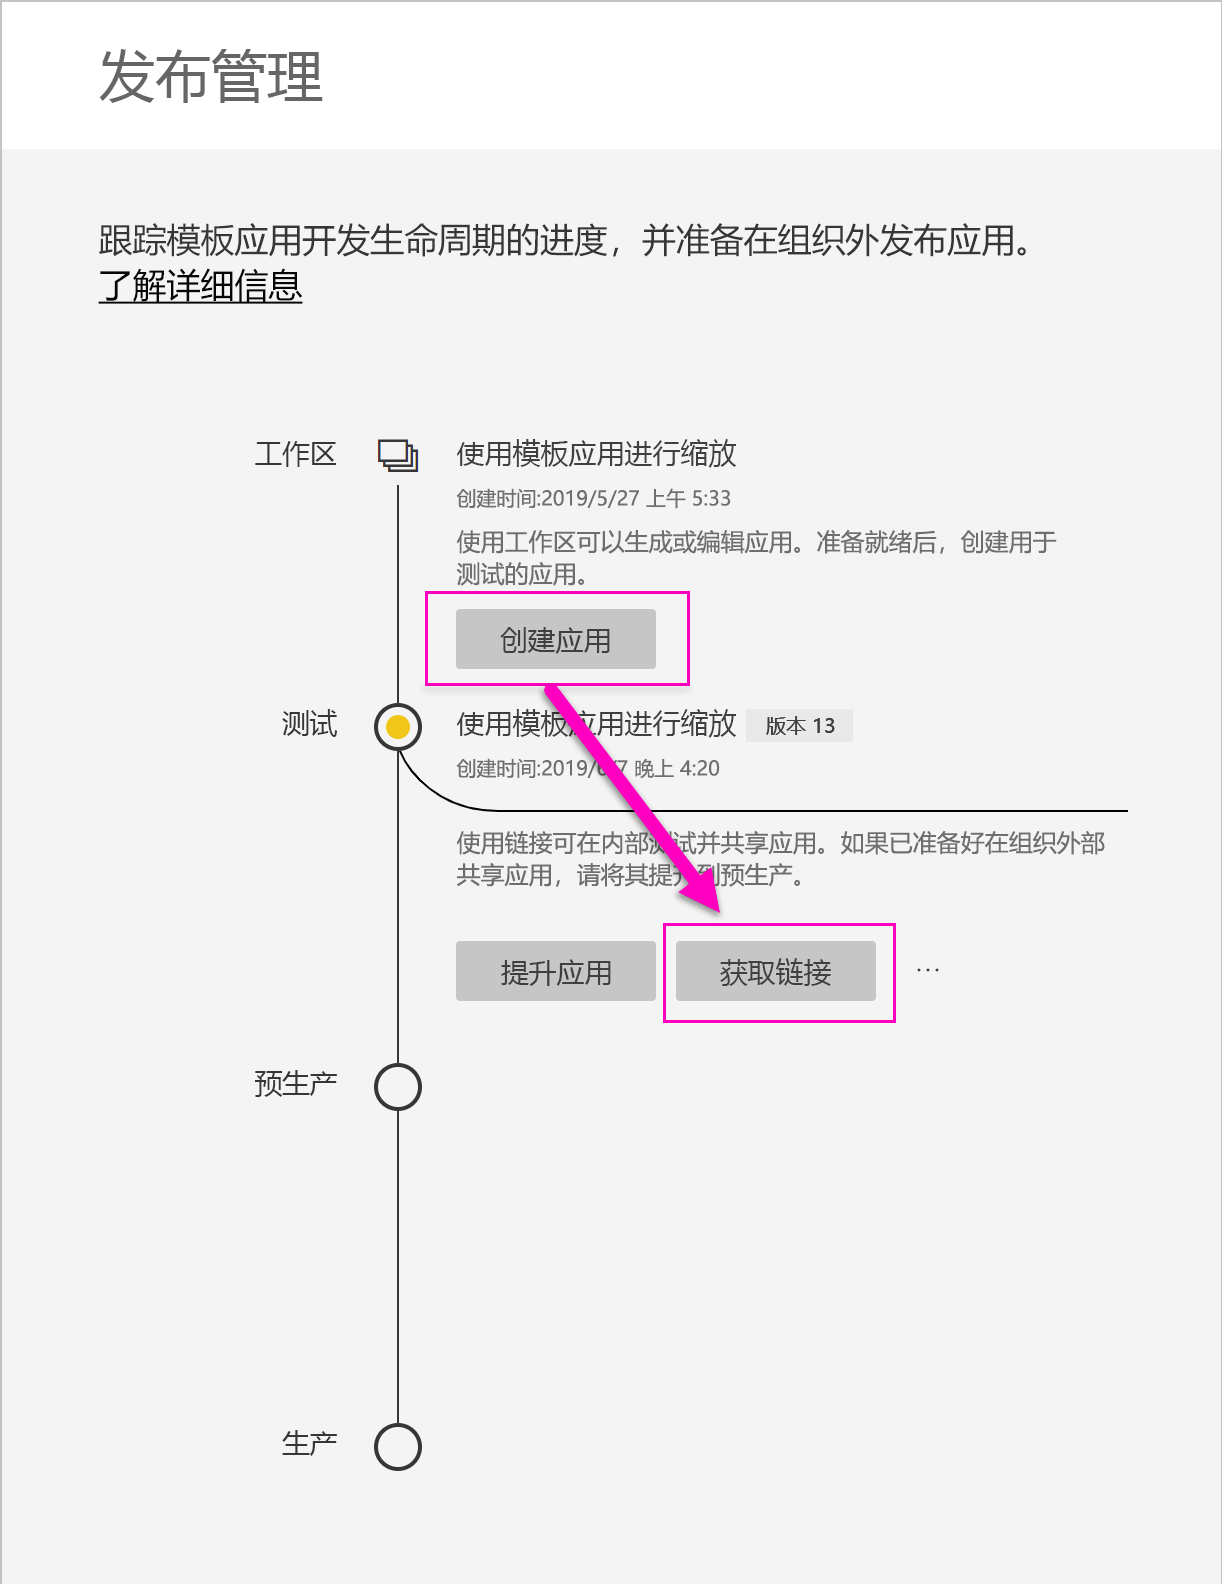 发布管理
跟踪模板应用开发生命周期的进度，并准备在组织外发布应用。
了解详细信息
工作区
使用模板应用进行缩放
创建时间:2019/5/27 上午 5:33
使用工作区可以生成或编辑应用。准备就绪后，创建用于
测试的应用。
创建应用
测试
使用模板应用进行缩放 版本 13
创建时间:2019/6/7 晚上 4:20
使用链接可在内部测试并共享应用。如果已准备好在组织外部
共享应用，请将其提升到预生产。
提升应用 获取链接 ···
预生产
生产